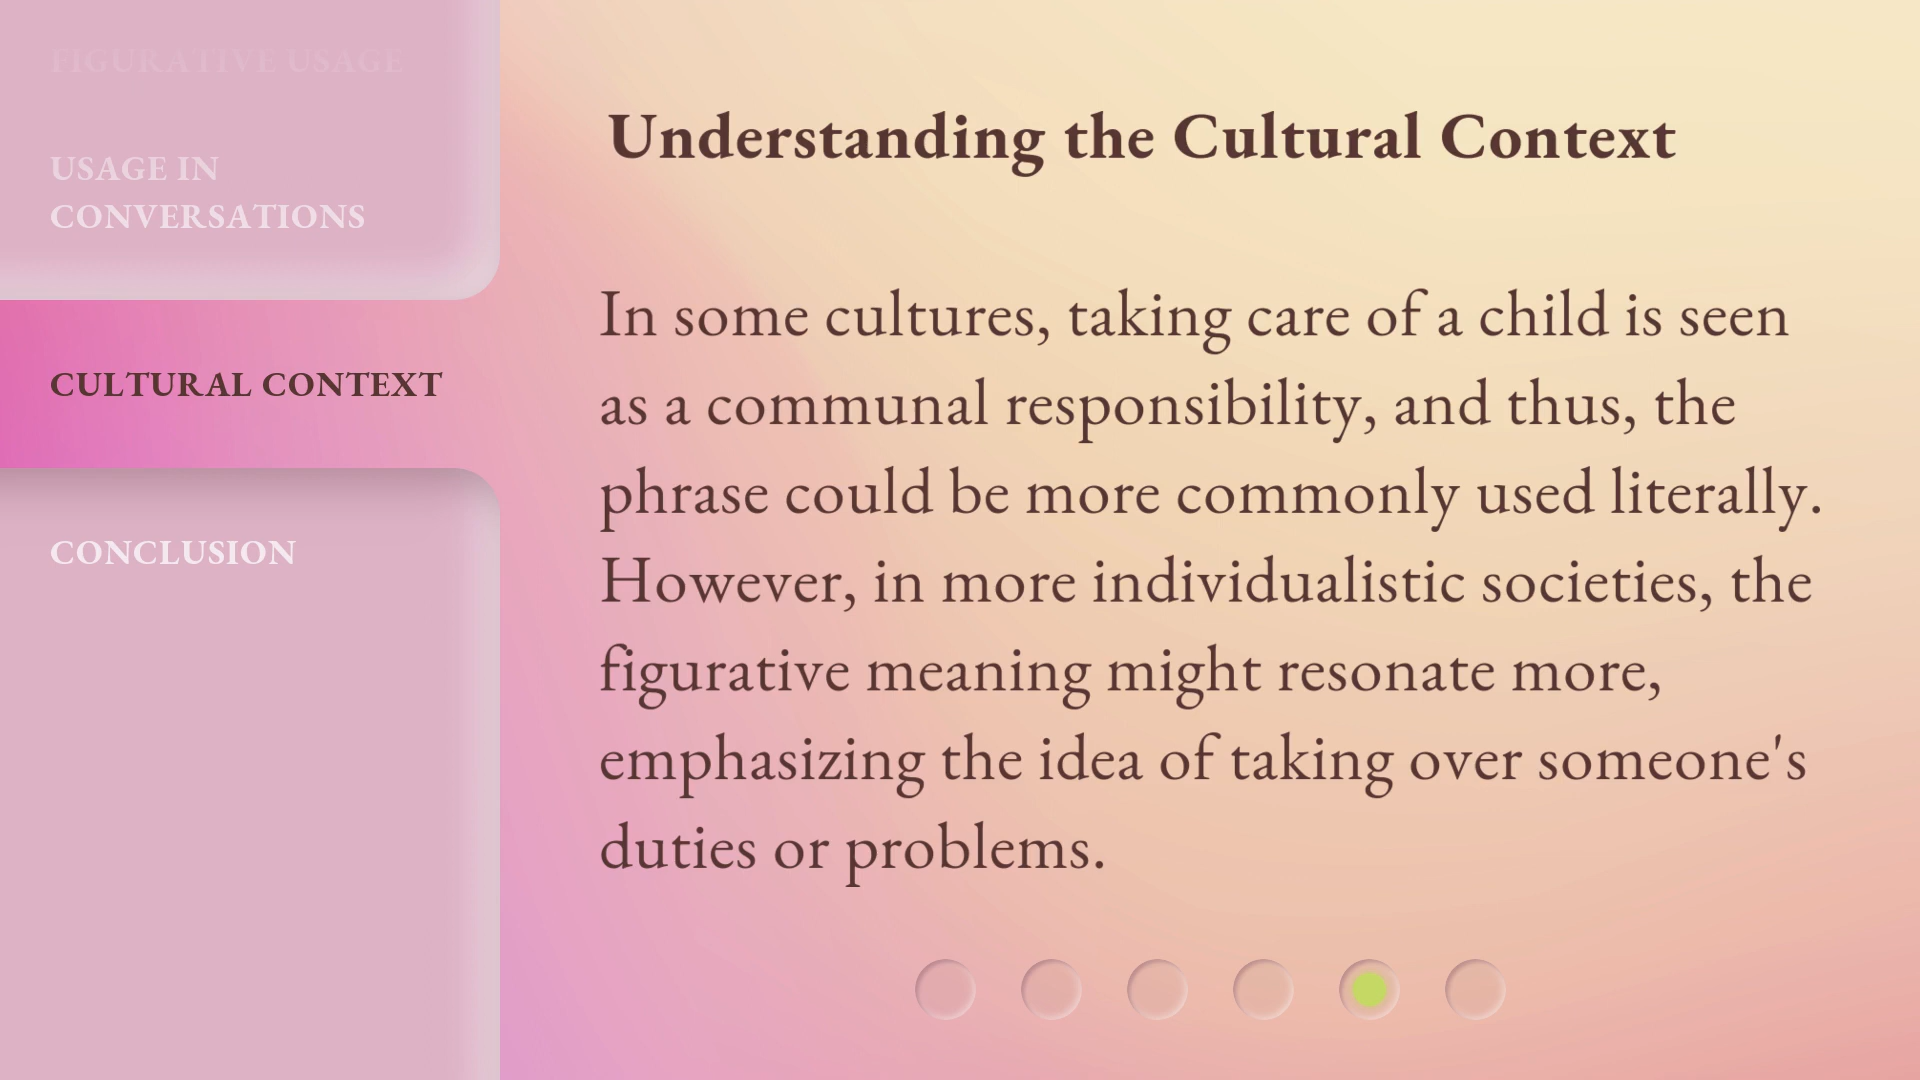 FIGURATIVE USAGE
USAGE IN
CONVERSATIONS
CULTURAL CONTEXT
CONCLUSION
Understanding the Cultural Context
In some cultures, taking care of a child is seen
as a communal responsibility, and thus, the
phrase could be more commonly used literally.
However, in more individualistic societies, the
figurative meaning might resonate more,
emphasizing the idea of taking over someone's
duties or problems.